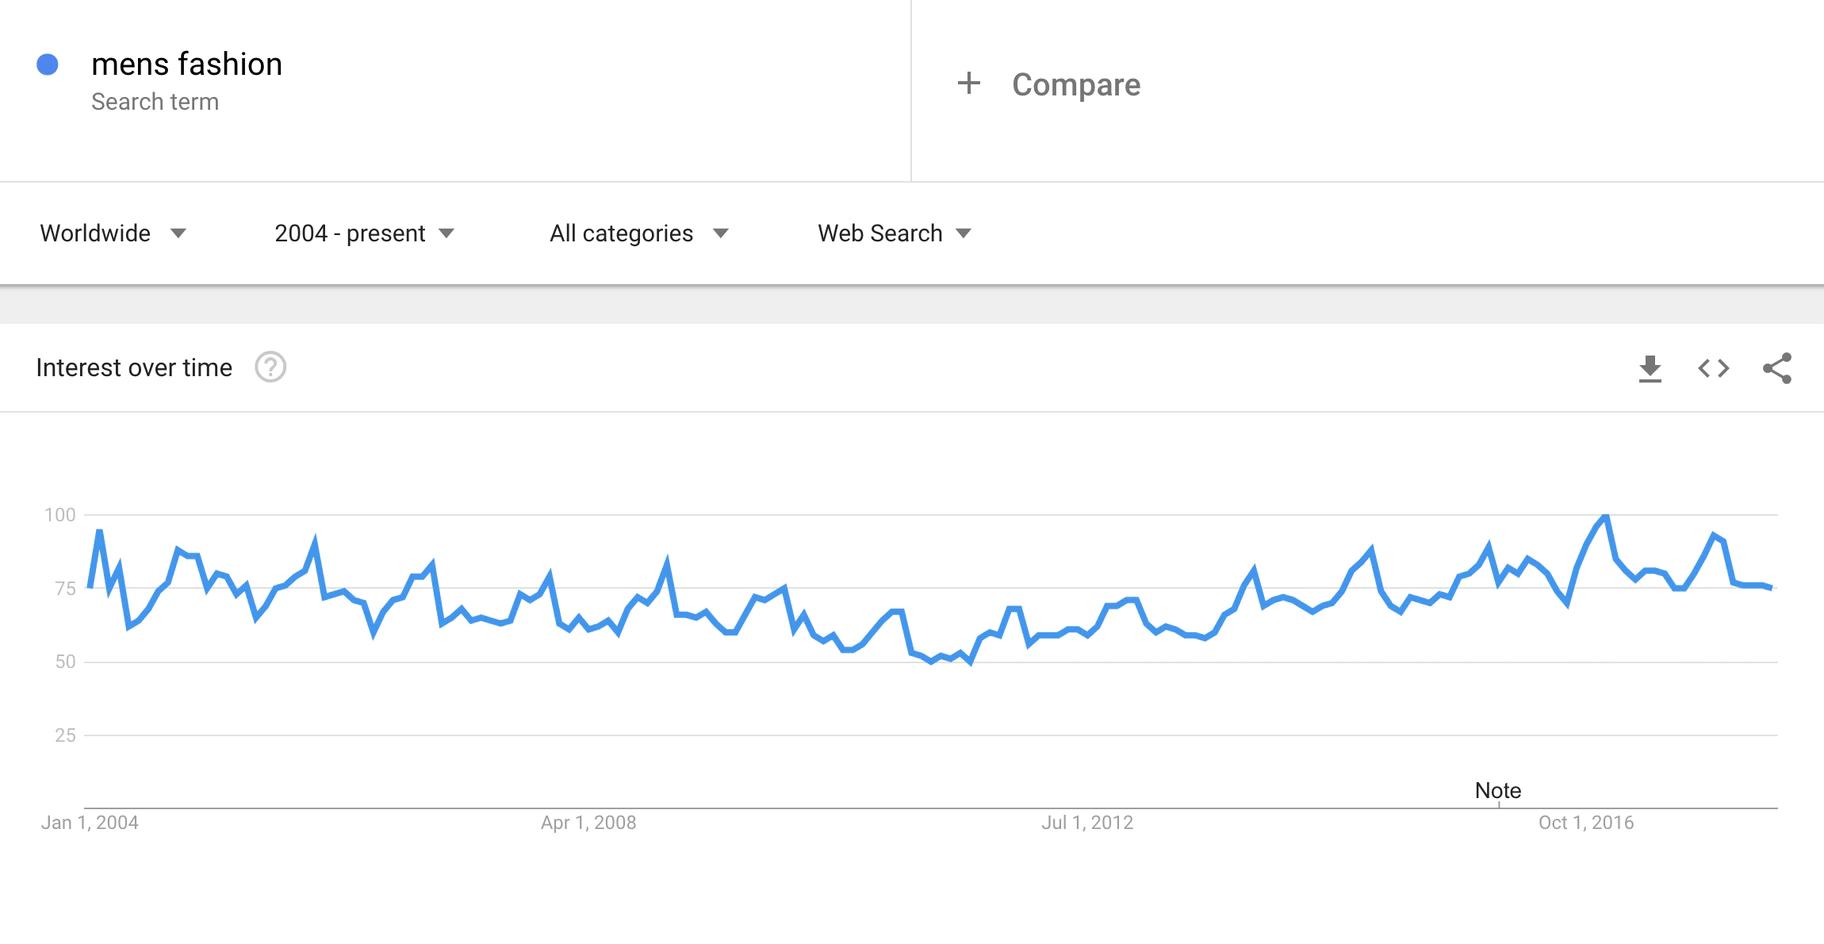 mens fashion
Search term
+ Compare
Worldwide
2004 - present
All categories
Web Search
Interest over time ?
100
75
50
25
Note
Jan 1, 2004
Apr 1, 2008
Jul 1, 2012
Oct 1, 2016